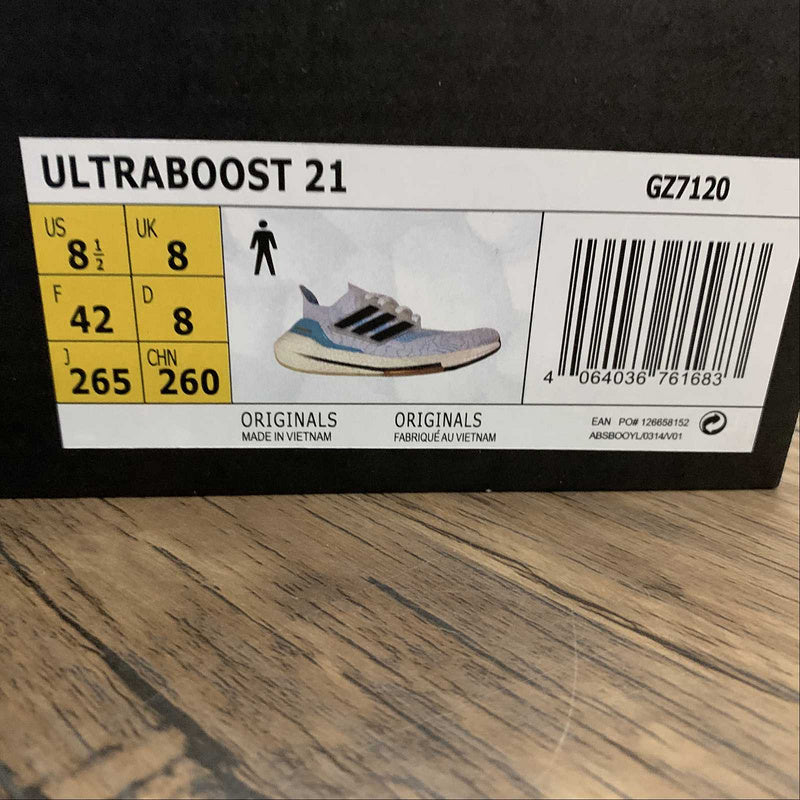 ULTRABOOST 21
GZ7120
US 8 1/2
UK 8
F 42
D 8
J 265
CHN 260
4 064036 761683
ORIGINALS
MADE IN VIETNAM
ORIGINALS
FABRIQUÉ AU VIETNAM
EAN PO# 126658152
ABSBOOYL/0314/V01